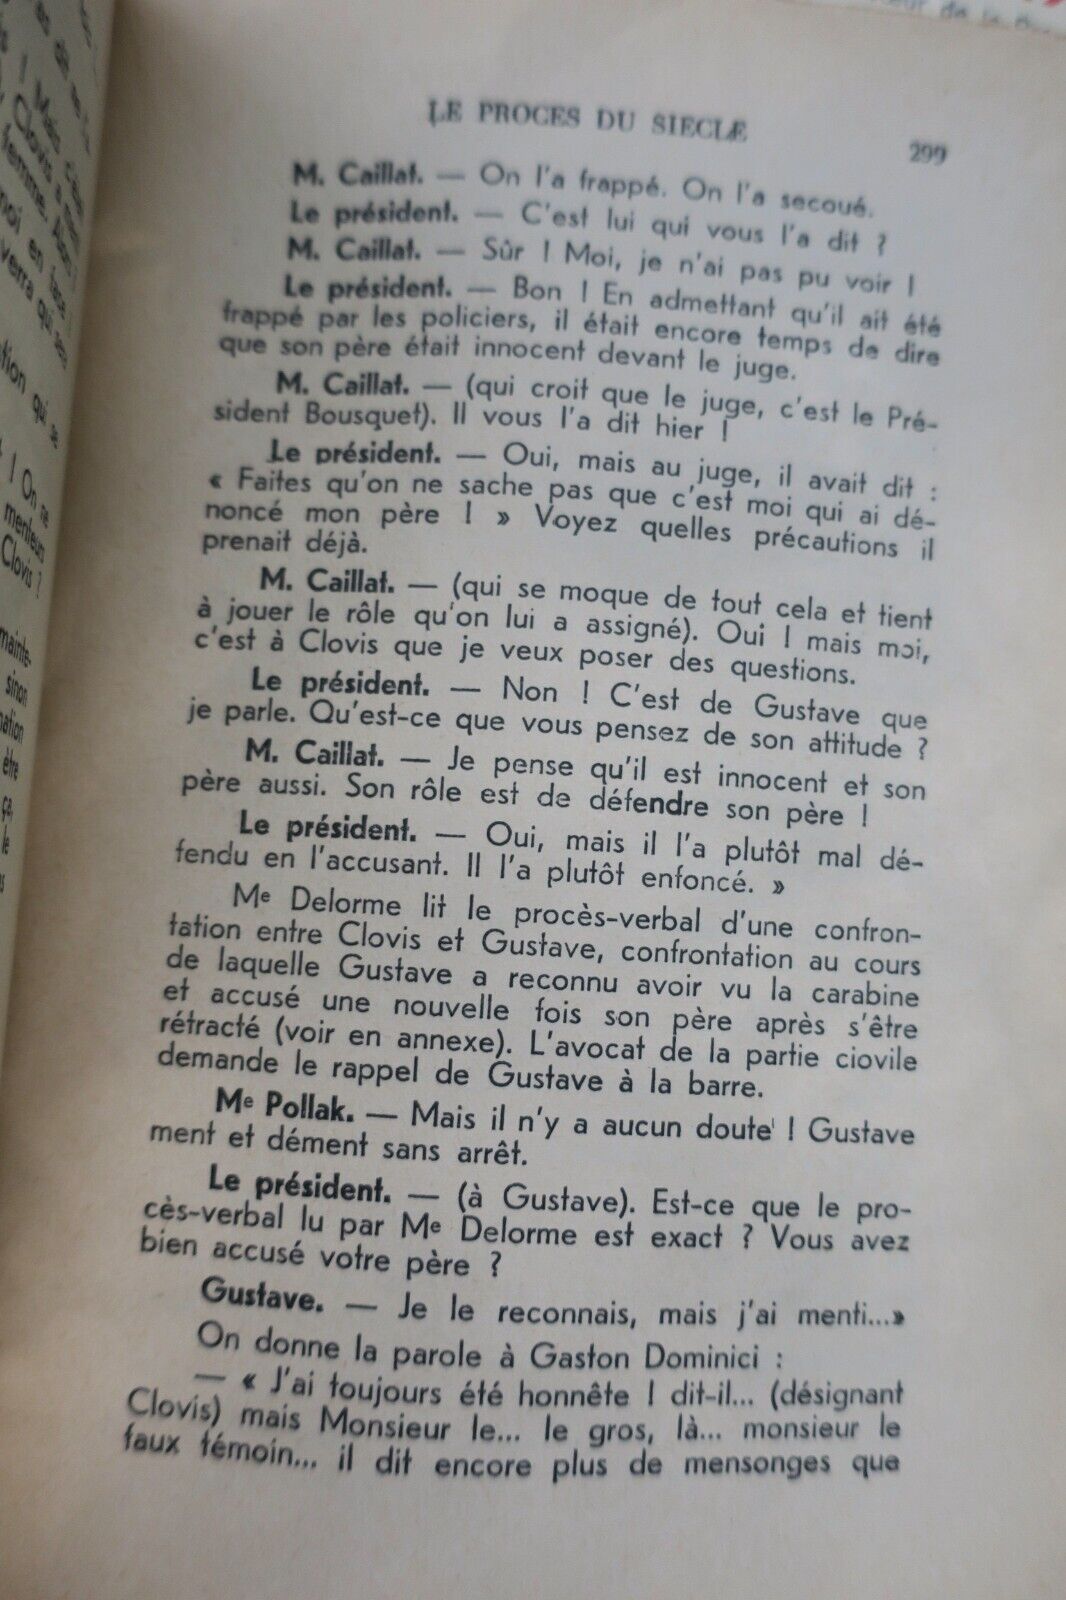 LE PROCES DU SIECLE
299
M. Caillat. — On l'a frappé. On l'a secoué.
Le président. — C'est lui qui vous l'a dit ?
M. Caillat. — Sûr ! Moi, je n'ai pas pu voir !
Le président. — Bon ! En admettant qu'il ait été
frappé par les policiers, il était encore temps de dire
que son père était innocent devant le juge.
M. Caillat. — (qui croit que le juge, c'est le Pré-
sident Bousquet). Il vous l'a dit hier !
Le président. — Oui, mais au juge, il avait dit :
« Faites qu'on ne sache pas que c'est moi qui ai dé-
noncé mon père ! » Voyez quelles précautions il
prenait déjà.
M. Caillat. — (qui se moque de tout cela et tient
à jouer le rôle qu'on lui a assigné). Oui ! mais moi,
c'est à Clovis que je veux poser des questions.
Le président. — Non ! C'est de Gustave que
je parle. Qu'est-ce que vous pensez de son attitude ?
M. Caillat. — Je pense qu'il est innocent et son
père aussi. Son rôle est de défendre son père !
Le président. — Oui, mais il l'a plutôt mal dé-
fendu en l'accusant. Il l'a plutôt enfoncé. »
Me Delorme lit le procès-verbal d'une confron-
tation entre Clovis et Gustave, confrontation au cours
de laquelle Gustave a reconnu avoir vu la carabine
et accusé une nouvelle fois son père après s'être
rétracté (voir en annexe). L'avocat de la partie ciovile
demande le rappel de Gustave à la barre.
Me Pollak. — Mais il n'y a aucun doute ! Gustave
ment et dément sans arrêt.
Le président. — (à Gustave). Est-ce que le pro-
cès-verbal lu par Me Delorme est exact ? Vous avez
bien accusé votre père ?
Gustave. — Je le reconnais, mais j'ai menti...»
On donne la parole à Gaston Dominici :
— « J'ai toujours été honnête ! dit-il... (désignant
Clovis) mais Monsieur le... le gros, là... monsieur le
faux témoin... il dit encore plus de mensonges que